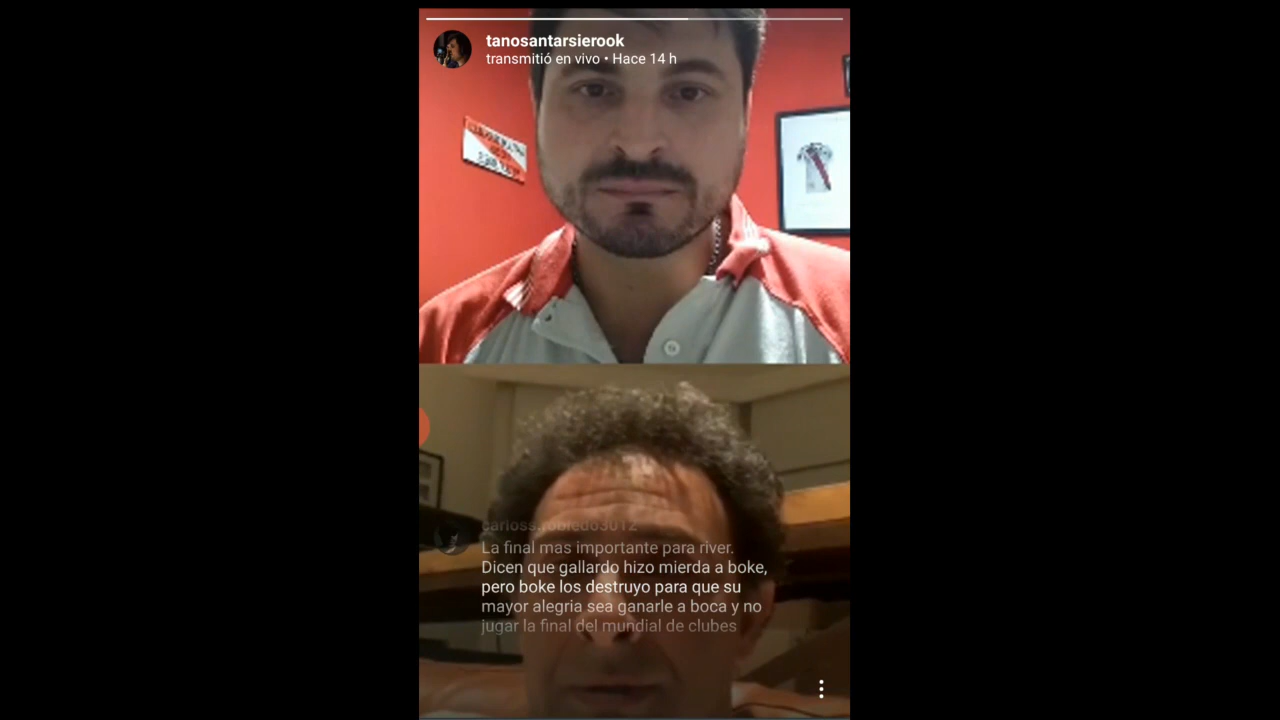 tanosantarsierook
transmitió en vivo • Hace 14 h
carloss.robledo3012
La final mas importante para river.
Dicen que gallardo hizo mierda a boke,
pero boke los destruyo para que su
mayor alegria sea ganarle a boca y no
jugar la final del mundial de clubes